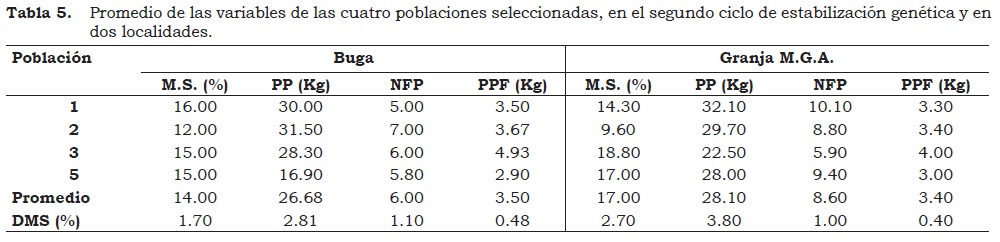 Tabla 5. Promedio de las variables de las cuatro poblaciones seleccionadas, en el segundo ciclo de estabilización genética y en
dos localidades.
Población Buga Granja M.G.A.
M.S. (%) PP (Kg) NFP PPF (Kg) M.S. (%) PP (Kg) NFP PPF (Kg)
1 16.00 30.00 5.00 3.50 14.30 32.10 10.10 3.30
2 12.00 31.50 7.00 3.67 9.60 29.70 8.80 3.40
3 15.00 28.30 6.00 4.93 18.80 22.50 5.90 4.00
5 15.00 16.90 5.80 2.90 17.00 28.00 9.40 3.00
Promedio 14.00 26.68 6.00 3.50 17.00 28.10 8.60 3.40
DMS (%) 1.70 2.81 1.10 0.48 2.70 3.80 1.00 0.40